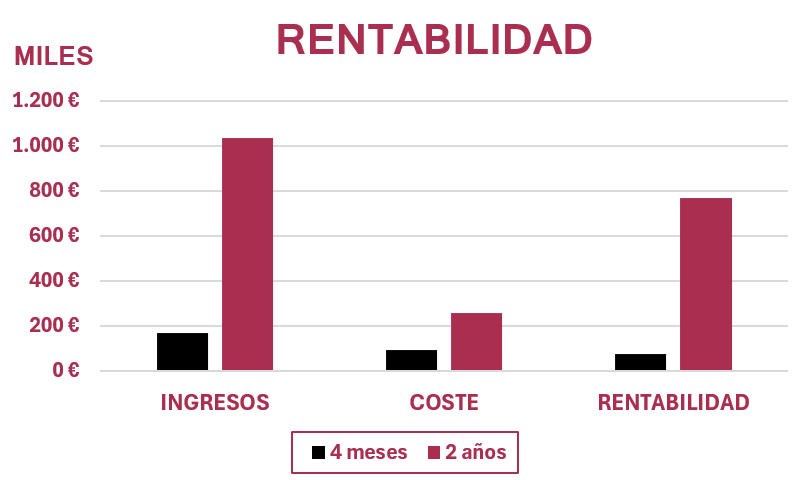 RENTABILIDAD
MILES
1.200 €
1.000 €
800 €
600 €
400 €
200 €
0 €
INGRESOS COSTE RENTABILIDAD
4 meses 2 años